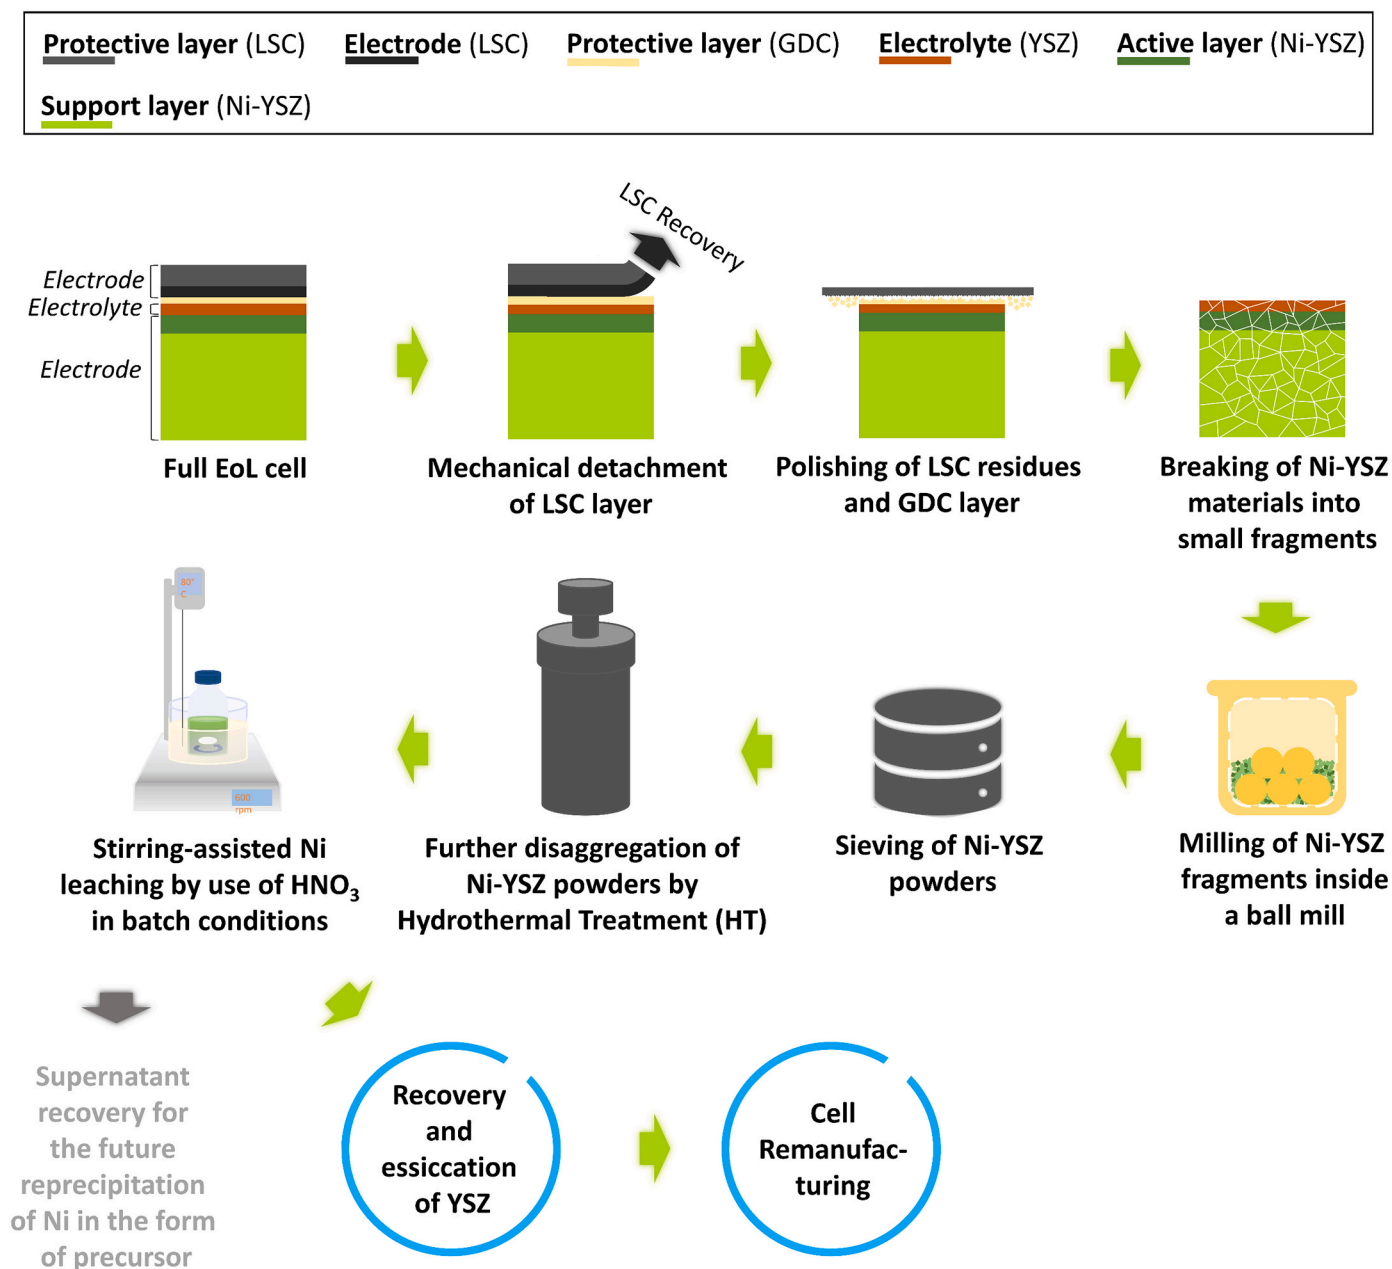 Protective layer (LSC) Electrode (LSC) Protective layer (GDC) Electrolyte (YSZ) Active layer (Ni-YSZ)
Support layer (Ni-YSZ)
LSC Recovery
Electrode
Electrolyte
Electrode
Full EoL cell
Mechanical detachment
of LSC layer
Polishing of LSC residues
and GDC layer
Breaking of Ni-YSZ
materials into
small fragments
80°
C
600
rpm
Stirring-assisted Ni
leaching by use of HNO₃
in batch conditions
Further disaggregation of
Ni-YSZ powders by
Hydrothermal Treatment (HT)
Sieving of Ni-YSZ
powders
Milling of Ni-YSZ
fragments inside
a ball mill
Supernatant
recovery for
the future
reprecipitation
of Ni in the form
of precursor
Recovery
and
essiccation
of YSZ
Cell
Remanufac-
turing